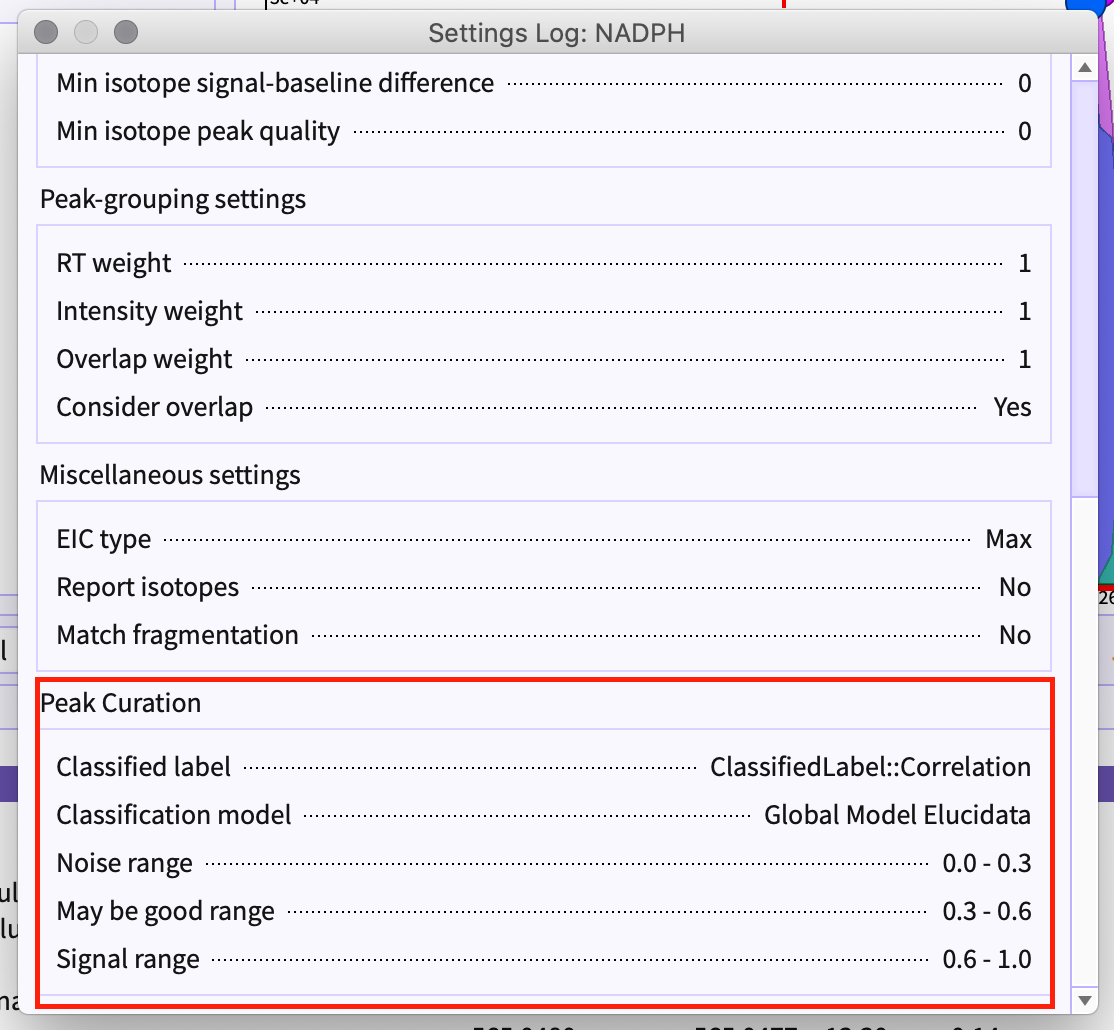 5e+04
Settings Log: NADPH
Min isotope signal-baseline difference 0
Min isotope peak quality 0
Peak-grouping settings
RT weight 1
Intensity weight 1
Overlap weight 1
Consider overlap Yes
Miscellaneous settings
EIC type Max
Report isotopes No
Match fragmentation No
Peak Curation
Classified label ClassifiedLabel::Correlation
Classification model Global Model Elucidata
Noise range 0.0 - 0.3
May be good range 0.3 - 0.6
Signal range 0.6 - 1.0